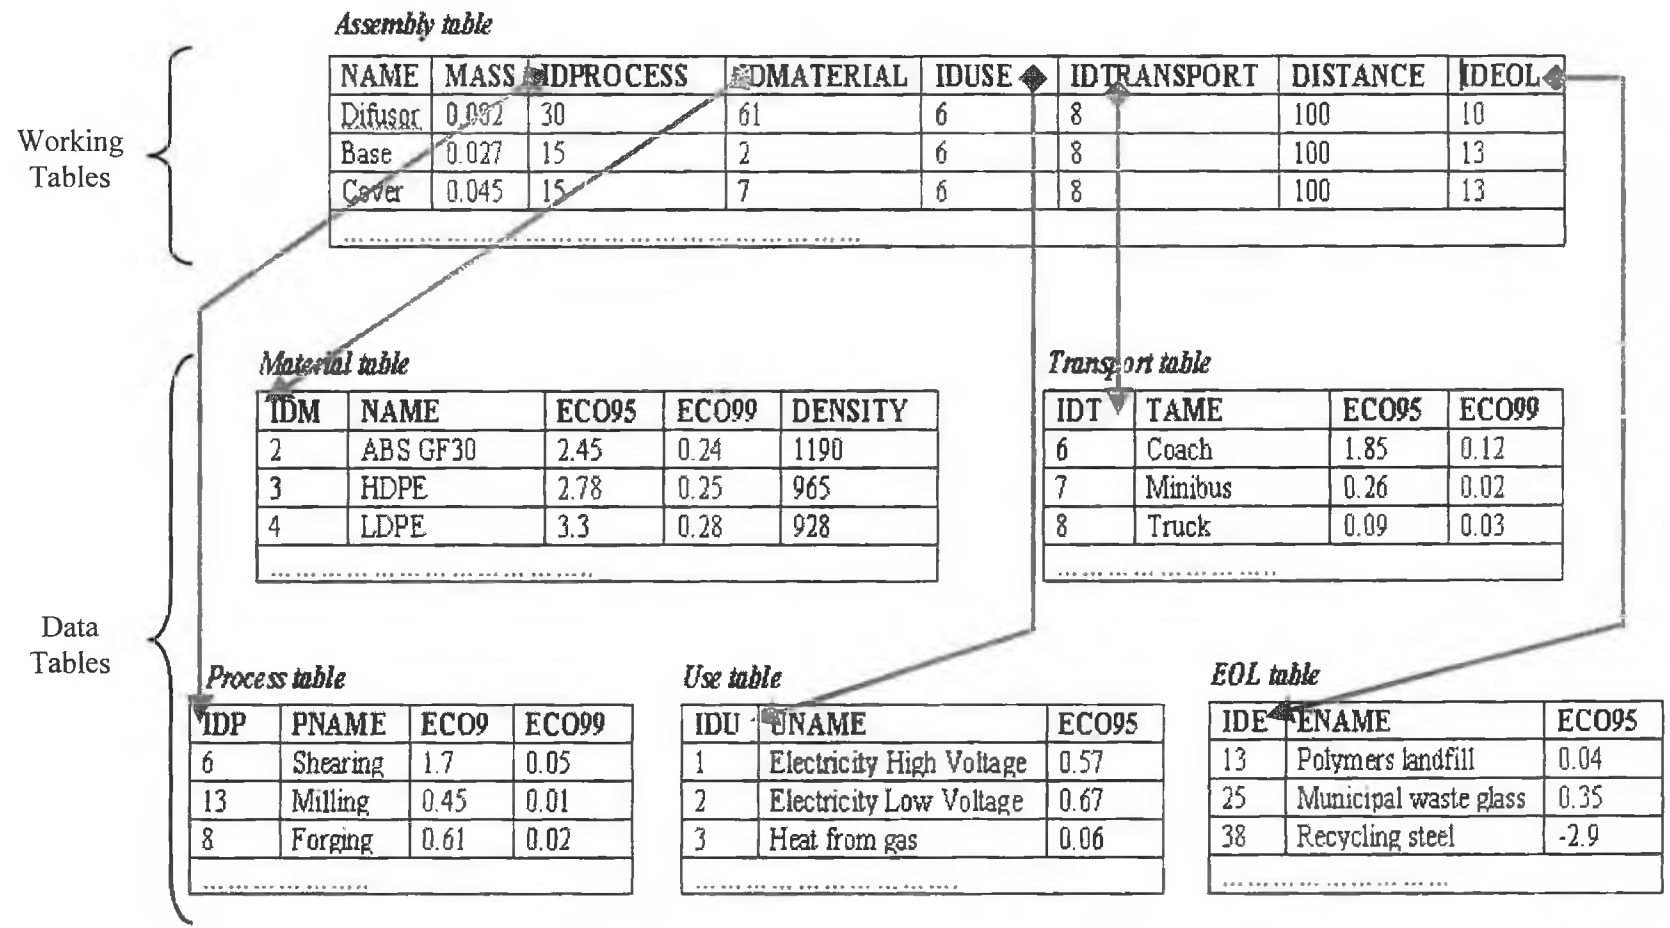 Assembly table
NAME MASS IDPROCESS IDMATERIAL IDUSE IDTRANSPORT DISTANCE IDEOL
Difusor 0.082 30 61 6 8 100 10
Base 0.027 15 2 6 8 100 13
Cover 0.045 15 7 6 8 100 13
Working
Tables
Material table
IDM NAME ECO95 ECO99 DENSITY
2 ABS GF30 2.45 0.24 1190
3 HDPE 2.78 0.25 965
4 LDPE 3.3 0.28 928
Transport table
IDT TAME ECO95 ECO99
6 Coach 1.85 0.12
7 Minibus 0.26 0.02
8 Truck 0.09 0.03
Data
Tables
Process table
IDP PNAME ECO9 ECO99
6 Shearing 1.7 0.05
13 Milling 0.45 0.01
8 Forging 0.61 0.02
Use table
IDU UNAME ECO95
1 Electricity High Voltage 0.57
2 Electricity Low Voltage 0.67
3 Heat from gas 0.06
EOL table
IDE ENAME ECO95
13 Polymers landfill 0.04
25 Municipal waste glass 0.35
38 Recycling steel -2.9